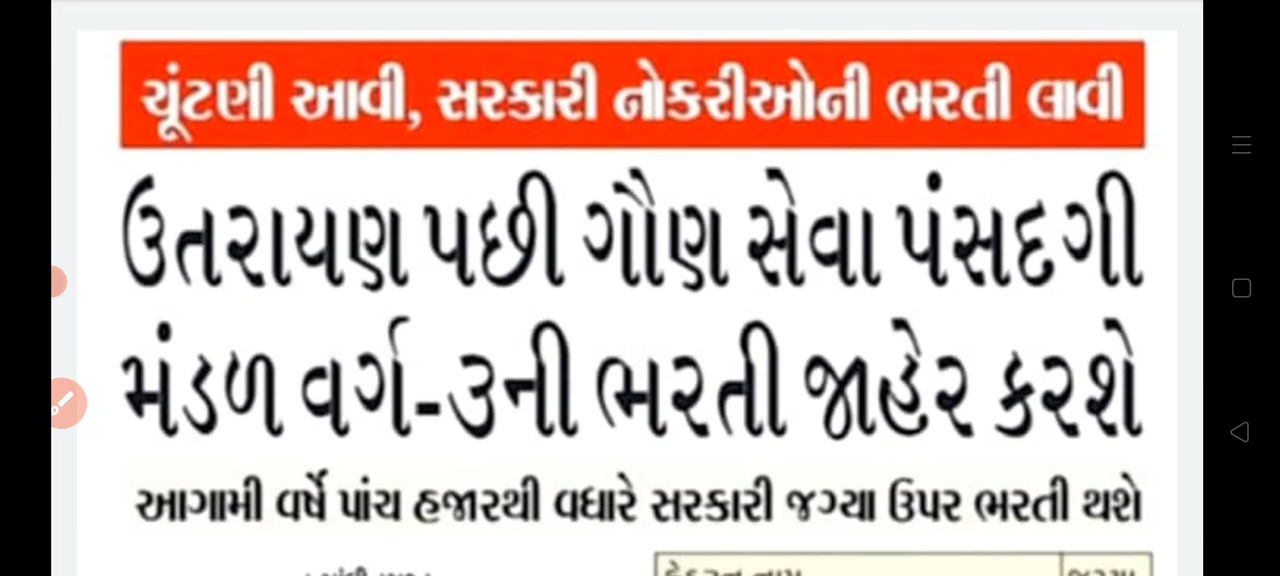 ચૂંટણી આવી, સરકારી નોકરીઓની ભરતી લાવી
ઉતરાયણ પછી ગૌણ સેવા પંસદગી
મંડળ વર્ગ-૩ની ભરતી જાહેર કરશે
આગામી વર્ષે પાંચ હજારથી વધારે સરકારી જગ્યા ઉપર ભરતી થશે